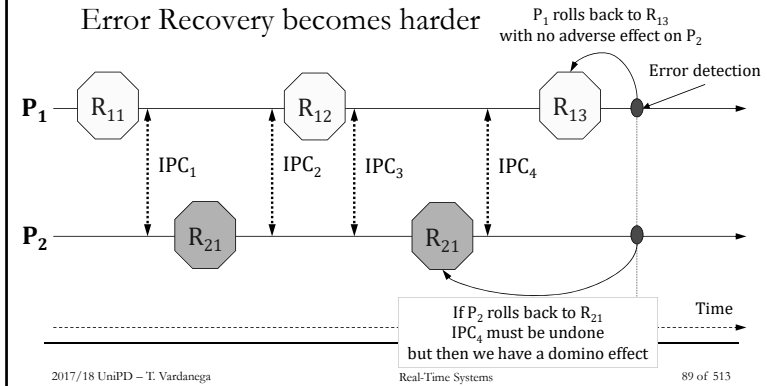 Error Recovery becomes harder
P1 rolls back to R13
with no adverse effect on P2
Error detection
P1
R11
R12
R13
IPC1
IPC2
IPC3
IPC4
P2
R21
R21
If P2 rolls back to R21
IPC4 must be undone
but then we have a domino effect
Time
2017/18 UniPD – T. Vardanega
Real-Time Systems
89 of 513